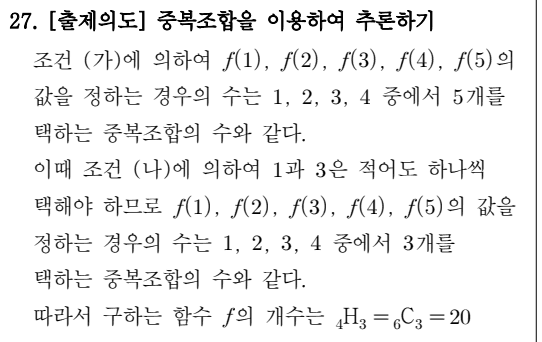 27. [출제의도] 중복조합을 이용하여 추론하기
조건 (가)에 의하여 f(1), f(2), f(3), f(4), f(5)의
값을 정하는 경우의 수는 1, 2, 3, 4 중에서 5개를
택하는 중복조합의 수와 같다.
이때 조건 (나)에 의하여 1과 3은 적어도 하나씩
택해야 하므로 f(1), f(2), f(3), f(4), f(5)의 값을
정하는 경우의 수는 1, 2, 3, 4 중에서 3개를
택하는 중복조합의 수와 같다.
따라서 구하는 함수 f의 개수는 ₄H₃ = ₆C₃ = 20